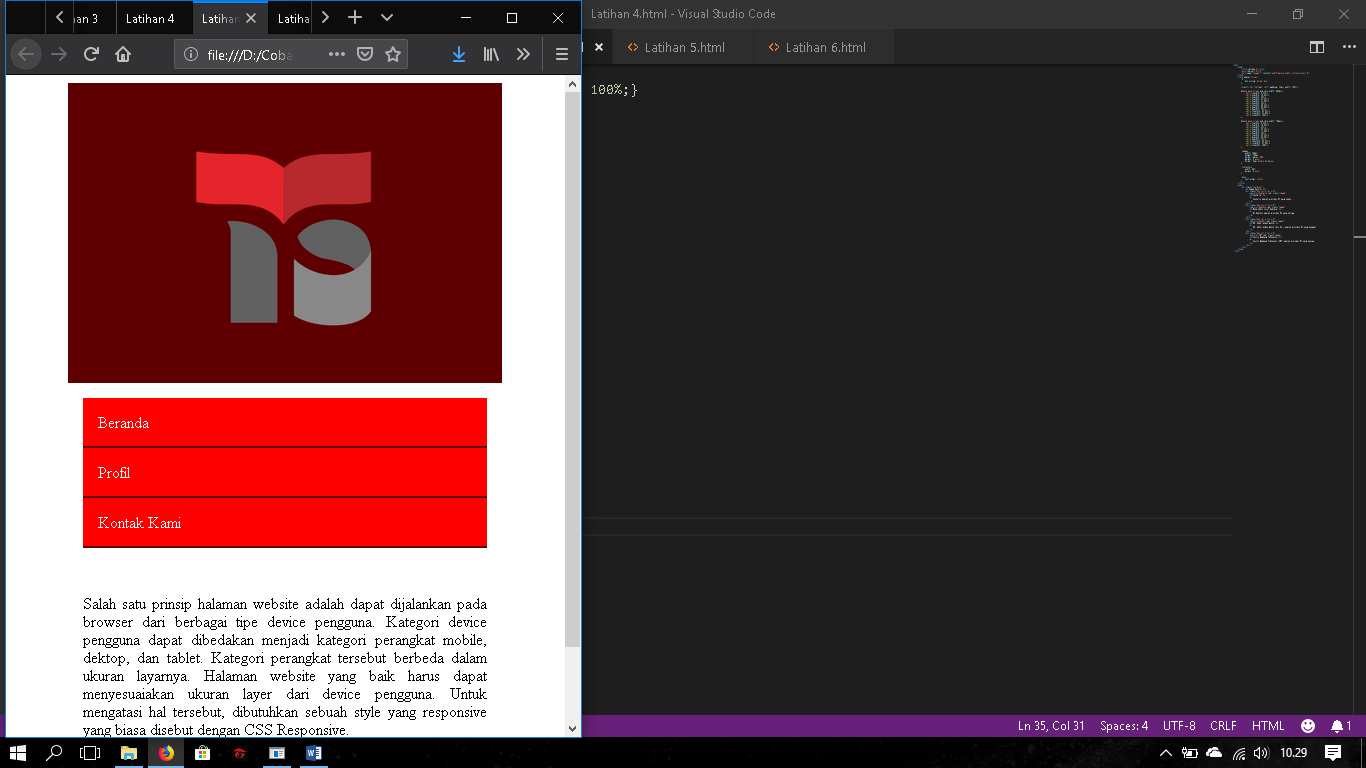 an 3
Latihan 4
Latihan
Latiha
Latihan 4.html - Visual Studio Code
file:///D:/Coba
Latihan 5.html
Latihan 6.html
100%;}
Beranda
Profil
Kontak Kami
Salah satu prinsip halaman website adalah dapat dijalankan pada
browser dari berbagai tipe device pengguna. Kategori device
pengguna dapat dibedakan menjadi kategori perangkat mobile,
dektop, dan tablet. Kategori perangkat tersebut berbeda dalam
ukuran layarnya. Halaman website yang baik harus dapat
menyesuaiakan ukuran layer dari device pengguna. Untuk
mengatasi hal tersebut, dibutuhkan sebuah style yang responsive
yang biasa disebut dengan CSS Responsive.
Ln 35, Col 31 Spaces: 4 UTF-8 CRLF HTML 1
10.29